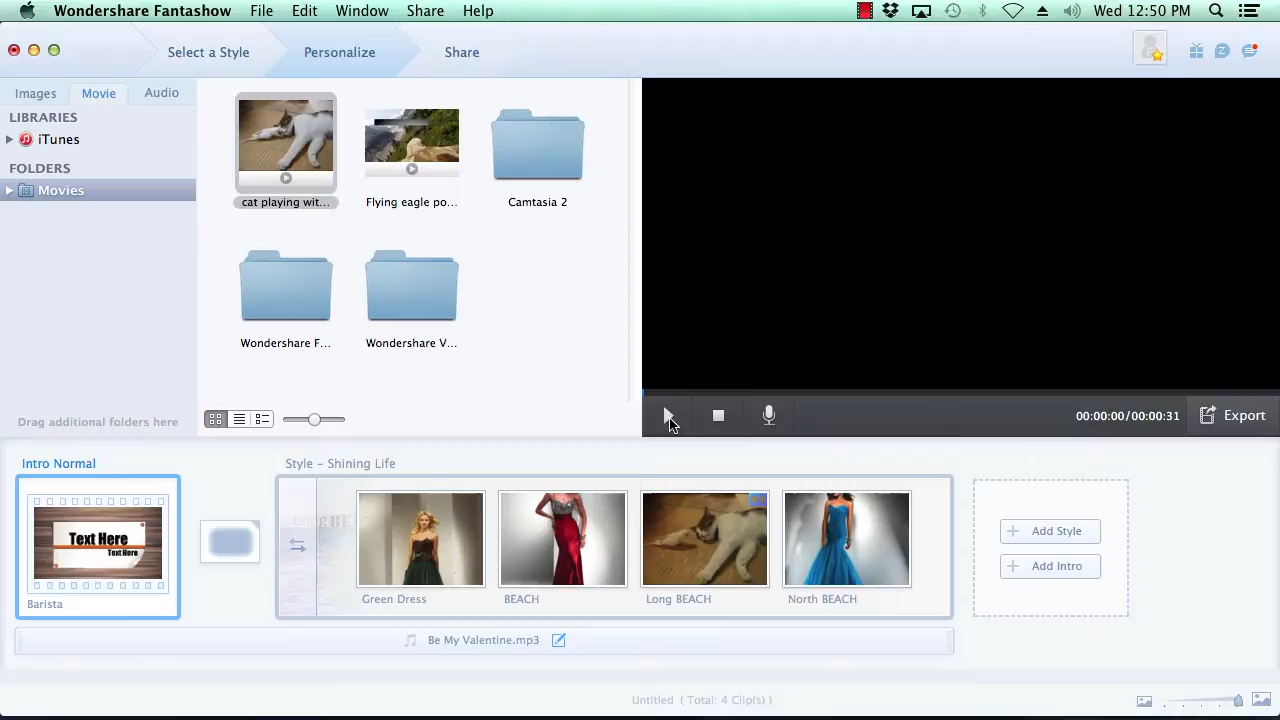 Wondershare Fantashow File Edit Window Share Help Wed 12:50 PM
Select a Style Personalize Share
Images Movie Audio
LIBRARIES
iTunes
FOLDERS
Movies
Drag additional folders here
cat playing wit...
Flying eagle po...
Camtasia 2
Wondershare F...
Wondershare V...
00:00:00/00:00:31 Export
Intro Normal
Text Here
Text Here
Barista
Style - Shining Life
Green Dress
BEACH
Long BEACH
North BEACH
Add Style
Add Intro
Be My Valentine.mp3
Untitled ( Total: 4 Clip(s) )